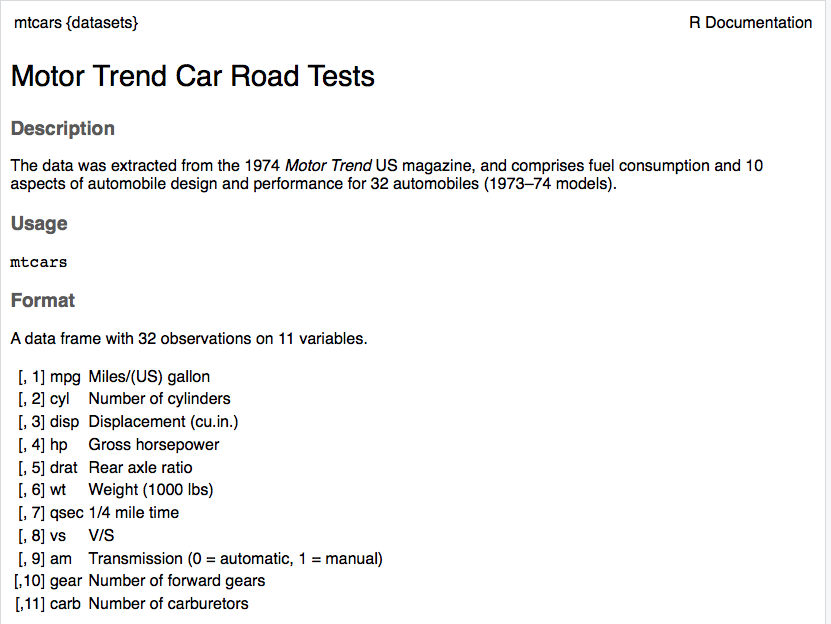 mtcars {datasets} R Documentation
Motor Trend Car Road Tests
Description
The data was extracted from the 1974 Motor Trend US magazine, and comprises fuel consumption and 10
aspects of automobile design and performance for 32 automobiles (1973–74 models).
Usage
mtcars
Format
A data frame with 32 observations on 11 variables.
[, 1] mpg Miles/(US) gallon
[, 2] cyl Number of cylinders
[, 3] disp Displacement (cu.in.)
[, 4] hp Gross horsepower
[, 5] drat Rear axle ratio
[, 6] wt Weight (1000 lbs)
[, 7] qsec 1/4 mile time
[, 8] vs V/S
[, 9] am Transmission (0 = automatic, 1 = manual)
[,10] gear Number of forward gears
[,11] carb Number of carburetors